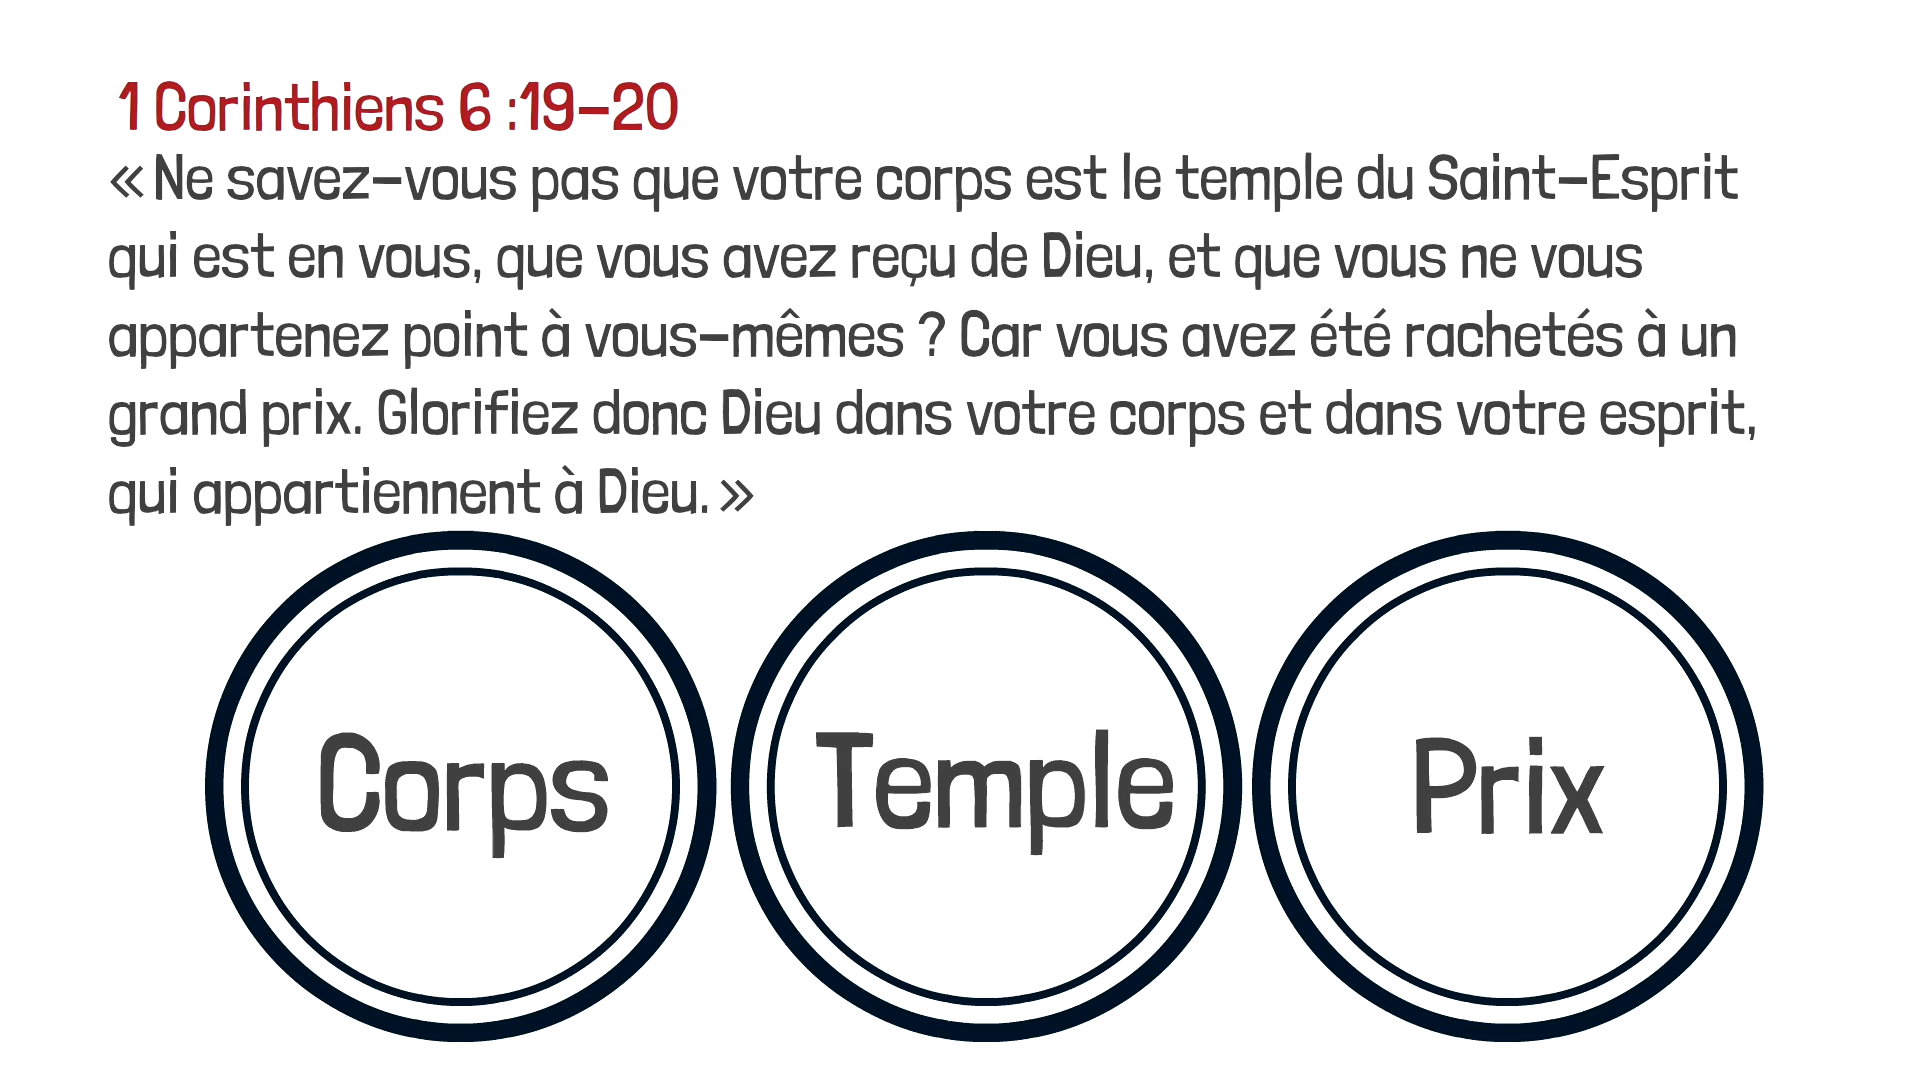 1 Corinthiens 6 :19-20
« Ne savez-vous pas que votre corps est le temple du Saint-Esprit
qui est en vous, que vous avez reçu de Dieu, et que vous ne vous
appartenez point à vous-mêmes ? Car vous avez été rachetés à un
grand prix. Glorifiez donc Dieu dans votre corps et dans votre esprit,
qui appartiennent à Dieu. »
Corps
Temple
Prix